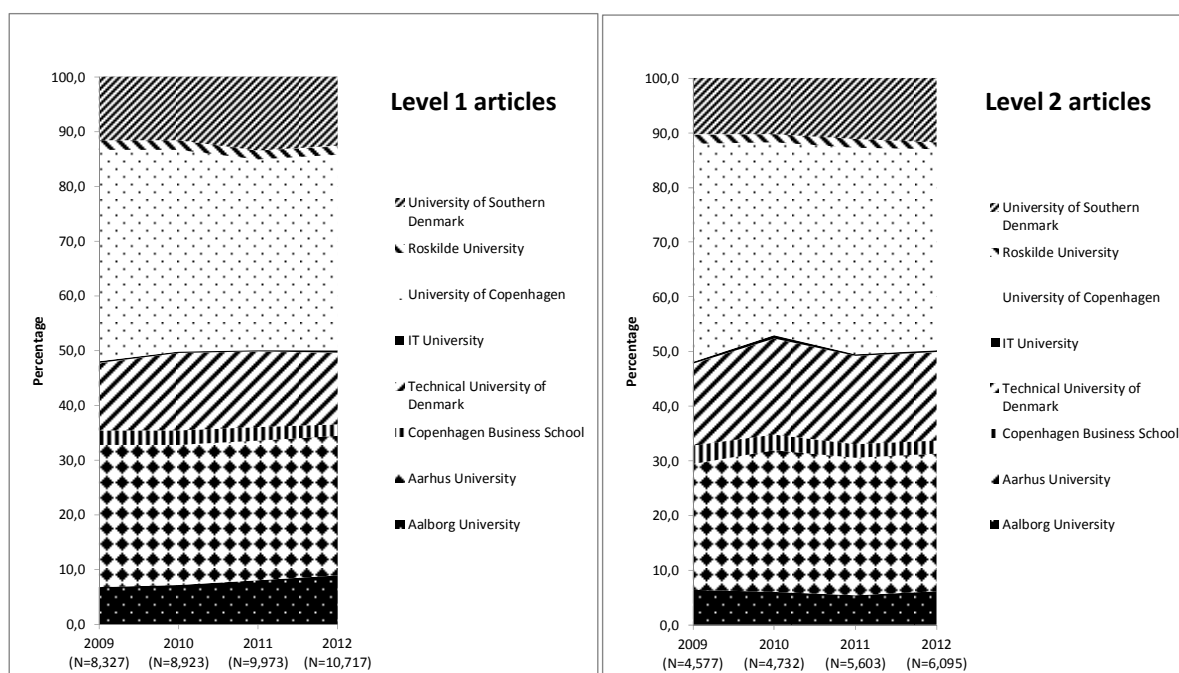 Level 1 articles
Percentage
100,0
90,0
80,0
70,0
60,0
50,0
40,0
30,0
20,0
10,0
0,0
2009 2010 2011 2012
(N=8,327) (N=8,923) (N=9,973) (N=10,717)
University of Southern
Denmark
Roskilde University
University of Copenhagen
IT University
Technical University of
Denmark
Copenhagen Business School
Aarhus University
Aalborg University
Level 2 articles
Percentage
100,0
90,0
80,0
70,0
60,0
50,0
40,0
30,0
20,0
10,0
0,0
2009 2010 2011 2012
(N=4,577) (N=4,732) (N=5,603) (N=6,095)
University of Southern
Denmark
Roskilde University
University of Copenhagen
IT University
Technical University of
Denmark
Copenhagen Business School
Aarhus University
Aalborg University